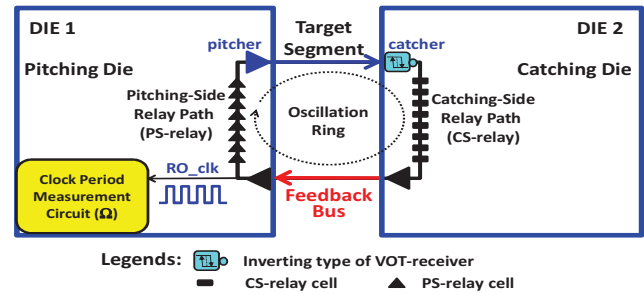 DIE 1
Target
Segment
DIE 2
pitcher
catcher
Pitching Die
Catching Die
Pitching-Side
Relay Path
(PS-relay)
Oscillation
Ring
Catching-Side
Relay Path
(CS-relay)
Clock Period
Measurement
Circuit (Ω)
RO_clk
Feedback
Bus
Legends:
Inverting type of VOT-receiver
CS-relay cell
PS-relay cell